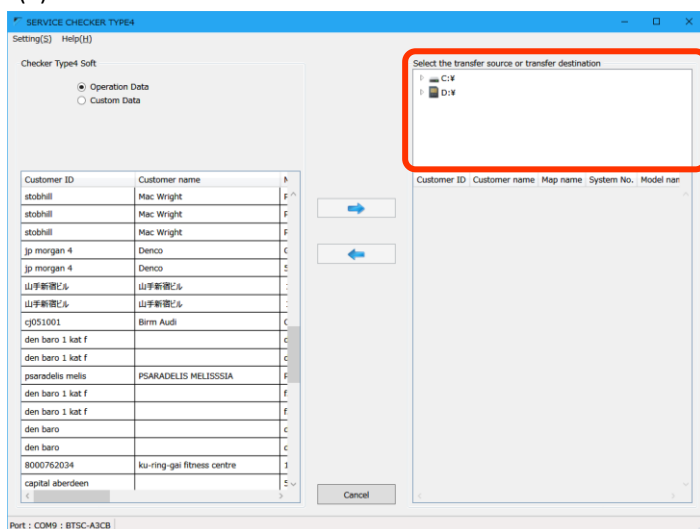 SERVICE CHECKER TYPE4
Setting(S) Help(H)
Checker Type4 Soft
Operation Data
Custom Data
Select the transfer source or transfer destination
C:¥
D:¥
Customer ID Customer name
stobhill Mac Wright
stobhill Mac Wright
stobhill Mac Wright
jp morgan 4 Denco
jp morgan 4 Denco
山手新宿ビル 山手新宿ビル
山手新宿ビル 山手新宿ビル
cj051001 Birm Audi
den baro 1 kat f
den baro 1 kat f
psaradelis melis PSARADELIS MELISSSIA
den baro 1 kat f
den baro 1 kat f
den baro
den baro
8000762034 ku-ring-gai fitness centre
capital aberdeen
Customer ID Customer name Map name System No. Model nan
Cancel
Port : COM9 : BTSC-A3CB